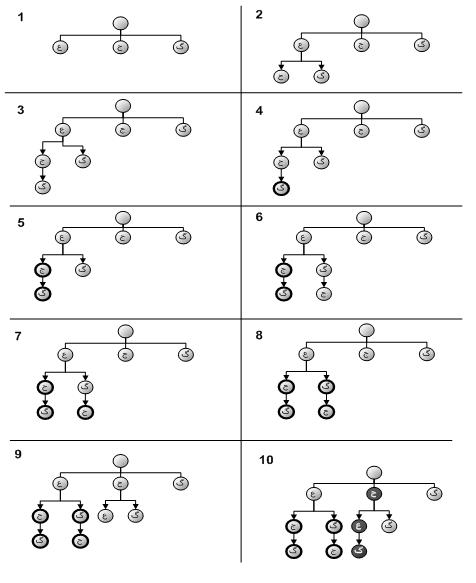 1
ع ج گ
2
ع ج گ
ج گ
3
ع ج گ
ج گ
گ
4
ع ج گ
ج گ
گ
5
ع ج گ
ج گ
گ
6
ع ج گ
ج گ
گ ج
7
ع ج گ
ج گ
گ ج
8
ع ج گ
ج گ
گ ج
9
ع ج گ
ج گ ع گ
گ ج
10
ع ج گ
ج گ ع گ
گ ج گ